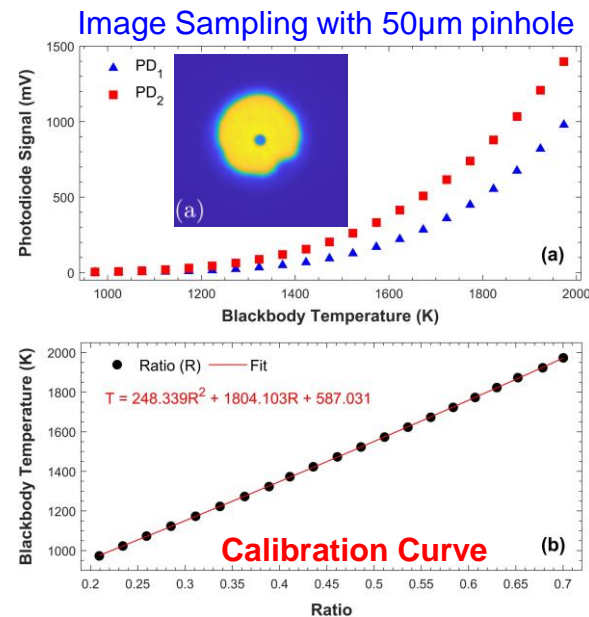 Image Sampling with 50µm pinhole
1500
1000
500
0
Photodiode Signal (mV)
PD1
PD2
(a)
(a)
1000
1200
1400
1600
1800
2000
Blackbody Temperature (K)
2000
1800
1600
1400
1200
1000
Blackbody Temperature (K)
Ratio (R)
Fit
T = 248.339R² + 1804.103R + 587.031
Calibration Curve
(b)
0.2
0.25
0.3
0.35
0.4
0.45
0.5
0.55
0.6
0.65
0.7
Ratio